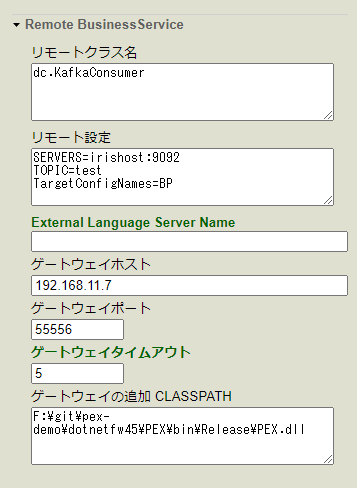 Remote BusinessService
リモートクラス名
dc.KafkaConsumer
リモート設定
SERVERS=irishost:9092
TOPIC=test
TargetConfigNames=BP
External Language Server Name
ゲートウェイホスト
192.168.11.7
ゲートウェイポート
55556
ゲートウェイタイムアウト
5
ゲートウェイの追加 CLASSPATH
F:¥git¥pex-
demo¥dotnetfw45¥PEX¥bin¥Release¥PEX.dll